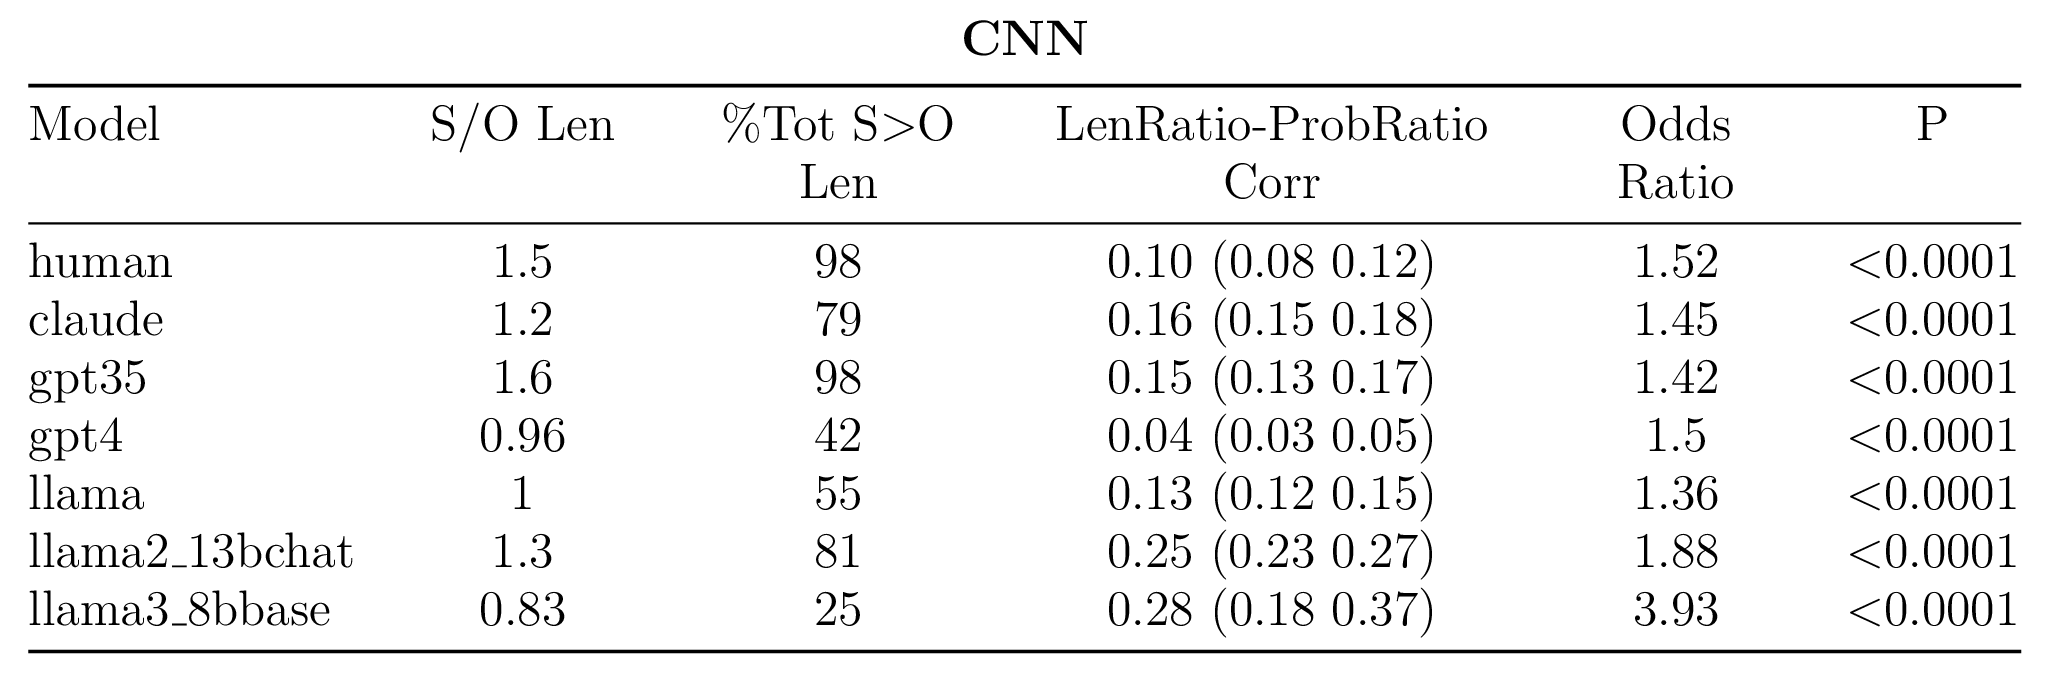 CNN
Model S/O Len %Tot S>O LenRatio-ProbRatio Odds P
Len Corr Ratio
human 1.5 98 0.10 (0.08 0.12) 1.52 <0.0001
claude 1.2 79 0.16 (0.15 0.18) 1.45 <0.0001
gpt35 1.6 98 0.15 (0.13 0.17) 1.42 <0.0001
gpt4 0.96 42 0.04 (0.03 0.05) 1.5 <0.0001
llama 1 55 0.13 (0.12 0.15) 1.36 <0.0001
llama2_13bchat 1.3 81 0.25 (0.23 0.27) 1.88 <0.0001
llama3_8bbase 0.83 25 0.28 (0.18 0.37) 3.93 <0.0001